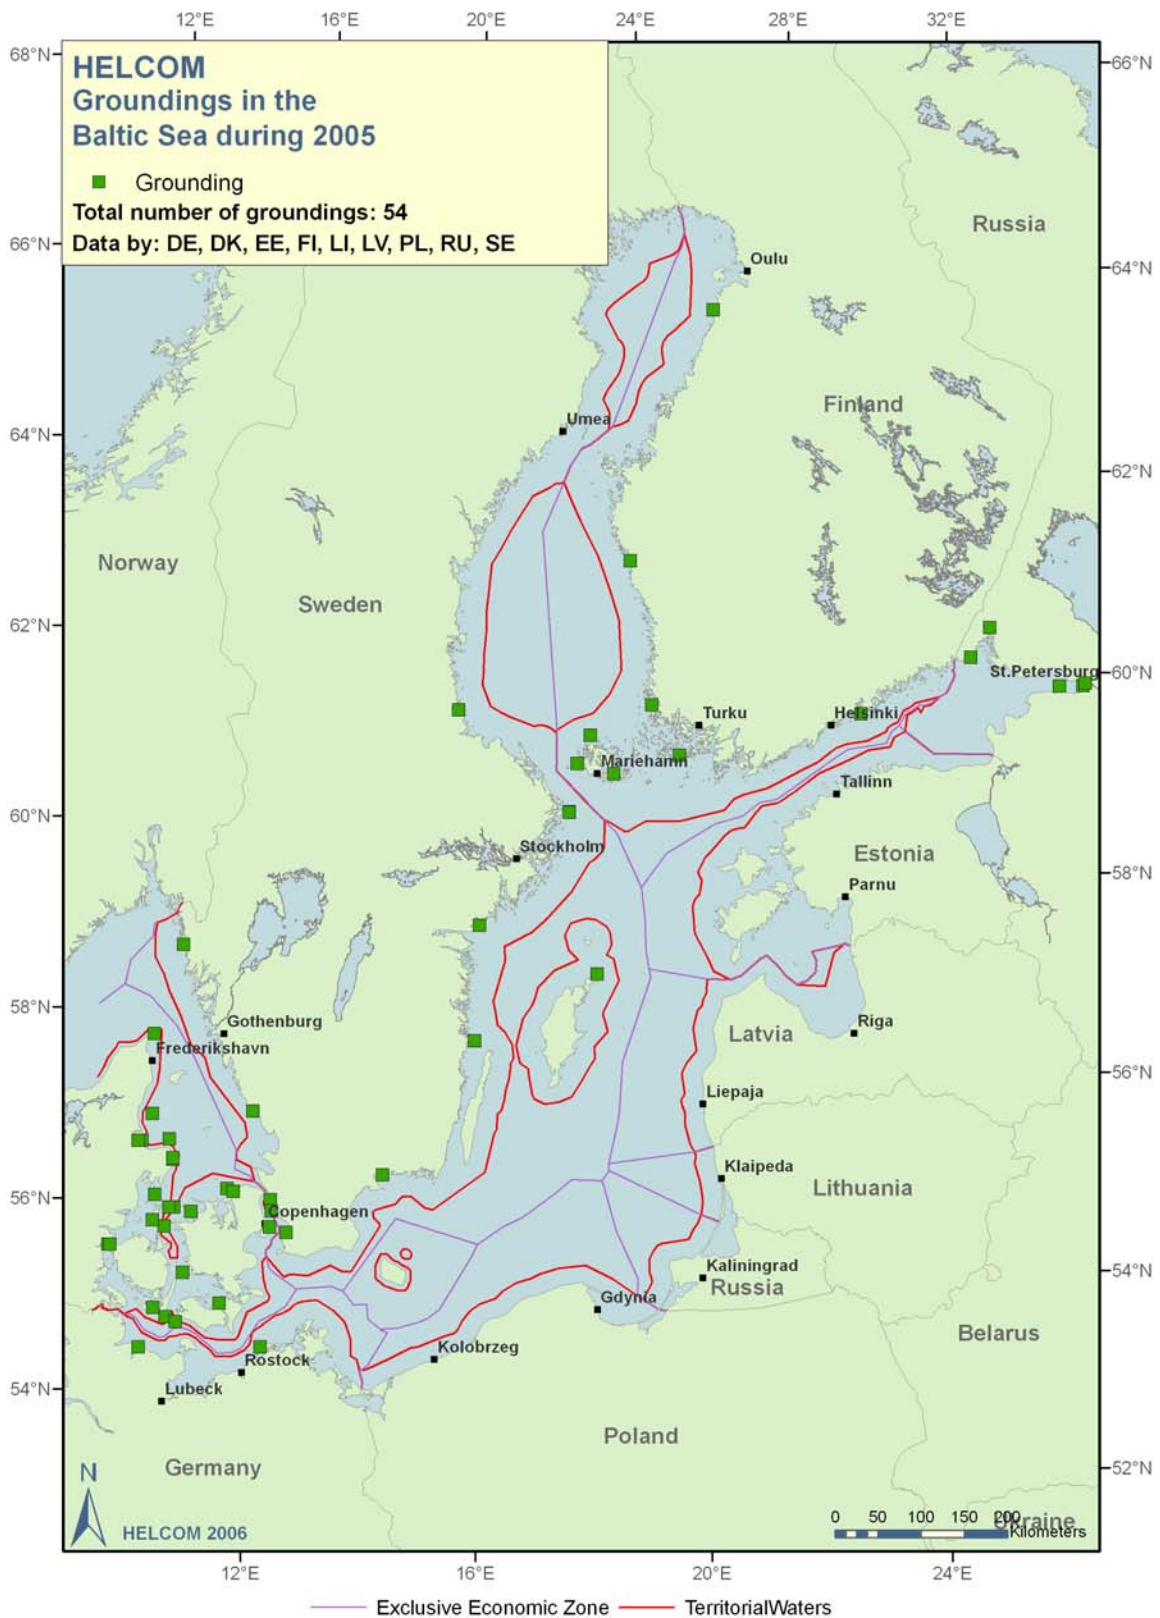 12°E 16°E 20°E 24°E 28°E 32°E
68°N
66°N
HELCOM
Groundings in the
Baltic Sea during 2005
Grounding
Total number of groundings: 54
Data by: DE, DK, EE, FI, LI, LV, PL, RU, SE
Russia
66°N
Oulu
64°N
Finland
Umea
64°N
62°N
Norway
Sweden
62°N
St.Petersburg
60°N
Turku
Helsinki
Mariehamn
Tallinn
60°N
Stockholm
Estonia
58°N
Parnu
58°N
Gothenburg
Riga
Latvia
Frederikshavn
56°N
Liepaja
Klaipeda
Lithuania
56°N
Copenhagen
Kaliningrad
54°N
Russia
Gdynia
Belarus
Kolobrzeg
Rostock
54°N
Lubeck
Poland
Germany
52°N
N
HELCOM 2006
0 50 100 150 200
Ukraine
Kilometers
12°E 16°E 20°E 24°E
Exclusive Economic Zone TerritorialWaters